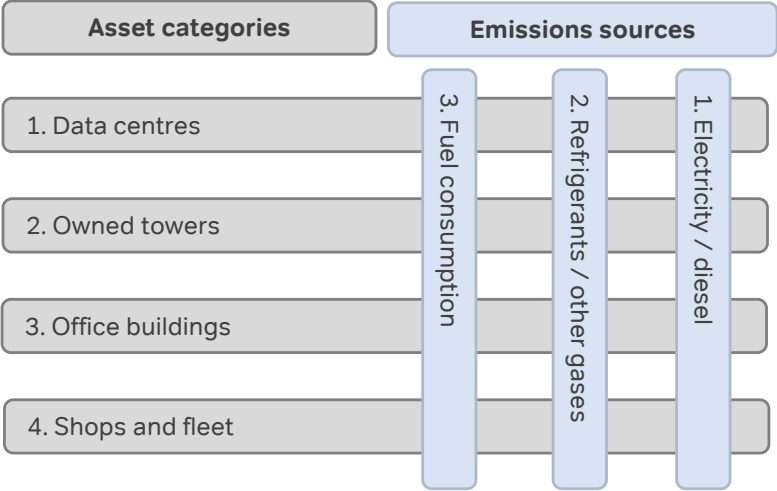 Asset categories
Emissions sources
1. Data centres
2. Owned towers
3. Office buildings
4. Shops and fleet
3. Fuel consumption
2. Refrigerants / other gases
1. Electricity / diesel